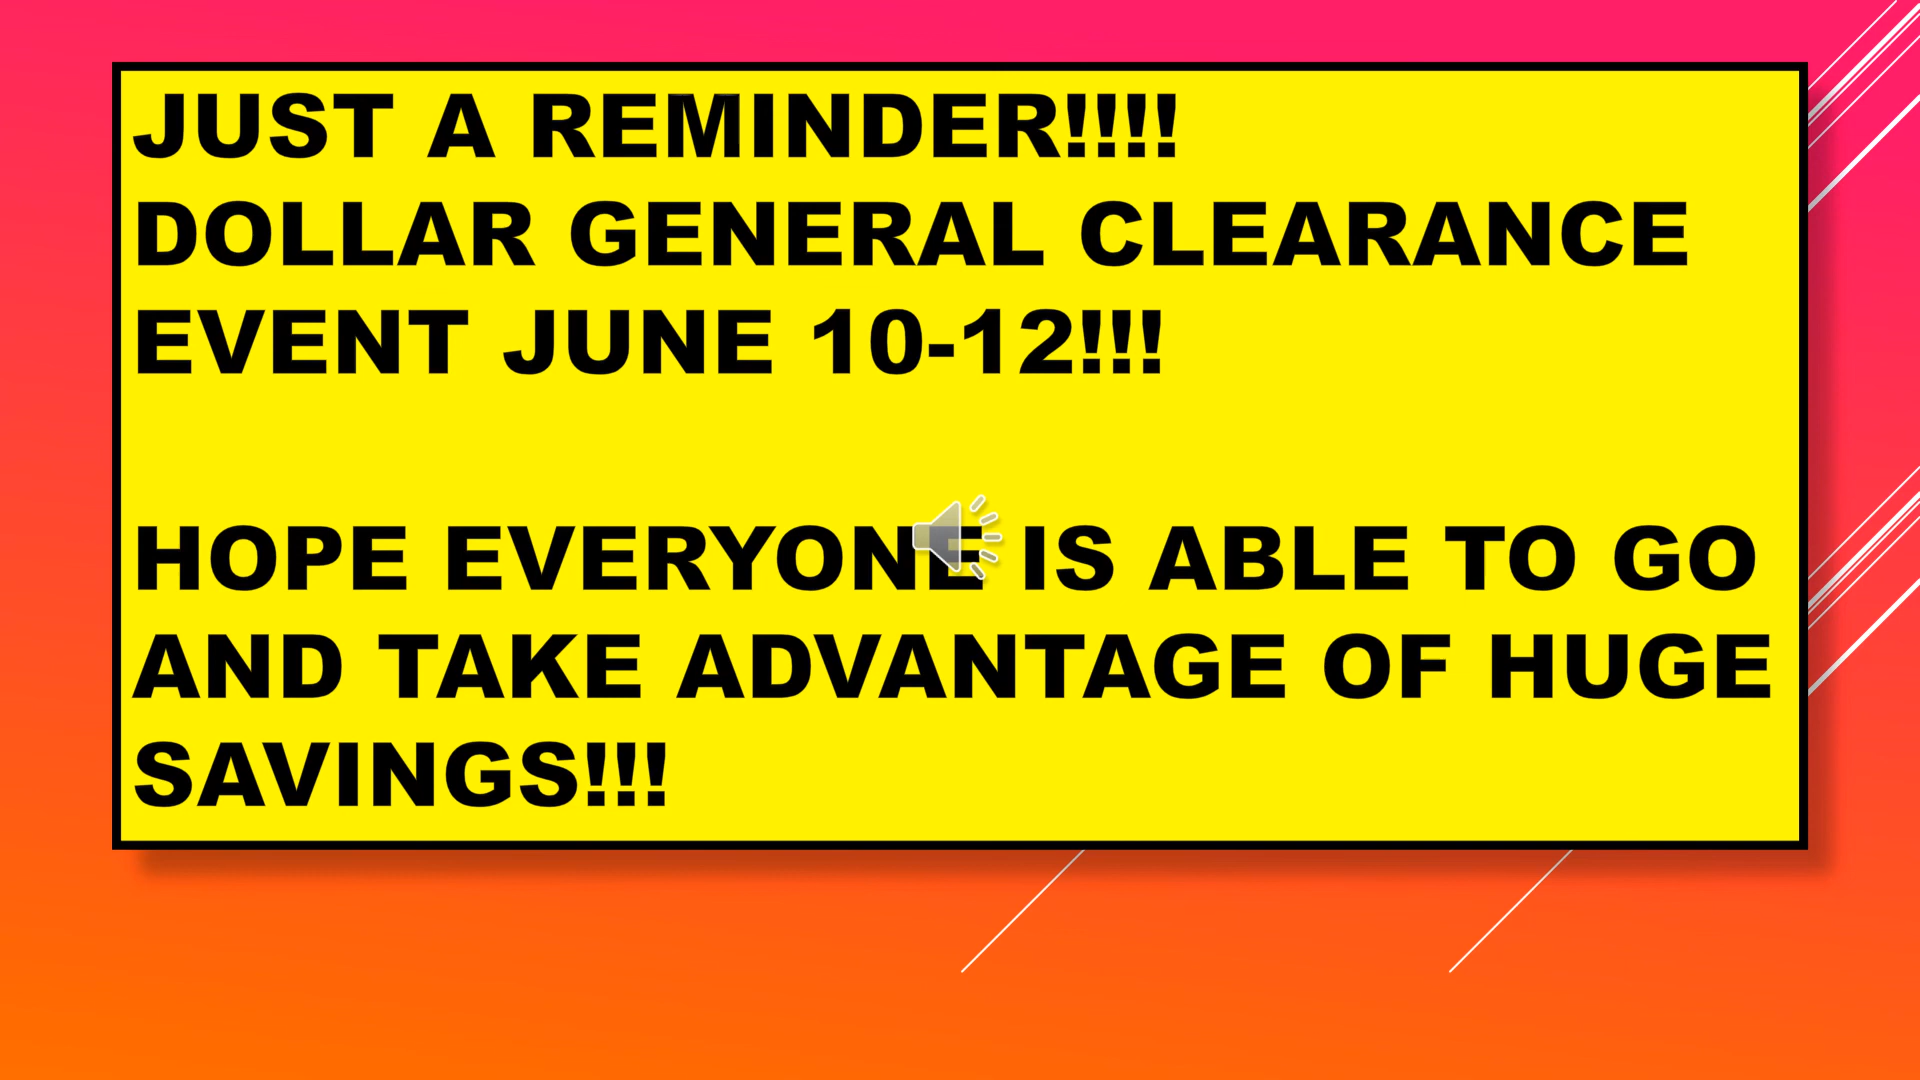 JUST A REMINDER!!!!
DOLLAR GENERAL CLEARANCE
EVENT JUNE 10-12!!!
HOPE EVERYONE IS ABLE TO GO
AND TAKE ADVANTAGE OF HUGE
SAVINGS!!!